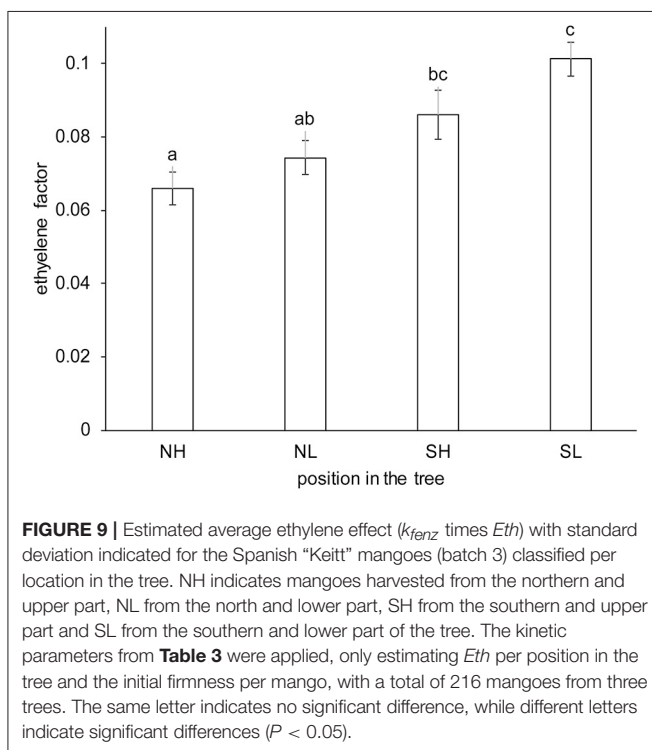 c
0.1
bc
ab
0.08
a
0.06
ethylene factor
0.04
0.02
0
NH NL SH SL
position in the tree
FIGURE 9 | Estimated average ethylene effect (kfenz times Eth) with standard
deviation indicated for the Spanish “Keitt” mangoes (batch 3) classified per
location in the tree. NH indicates mangoes harvested from the northern and
upper part, NL from the north and lower part, SH from the southern and upper
part and SL from the southern and lower part of the tree. The kinetic
parameters from Table 3 were applied, only estimating Eth per position in the
tree and the initial firmness per mango, with a total of 216 mangoes from three
trees. The same letter indicates no significant difference, while different letters
indicate significant differences (P < 0.05).